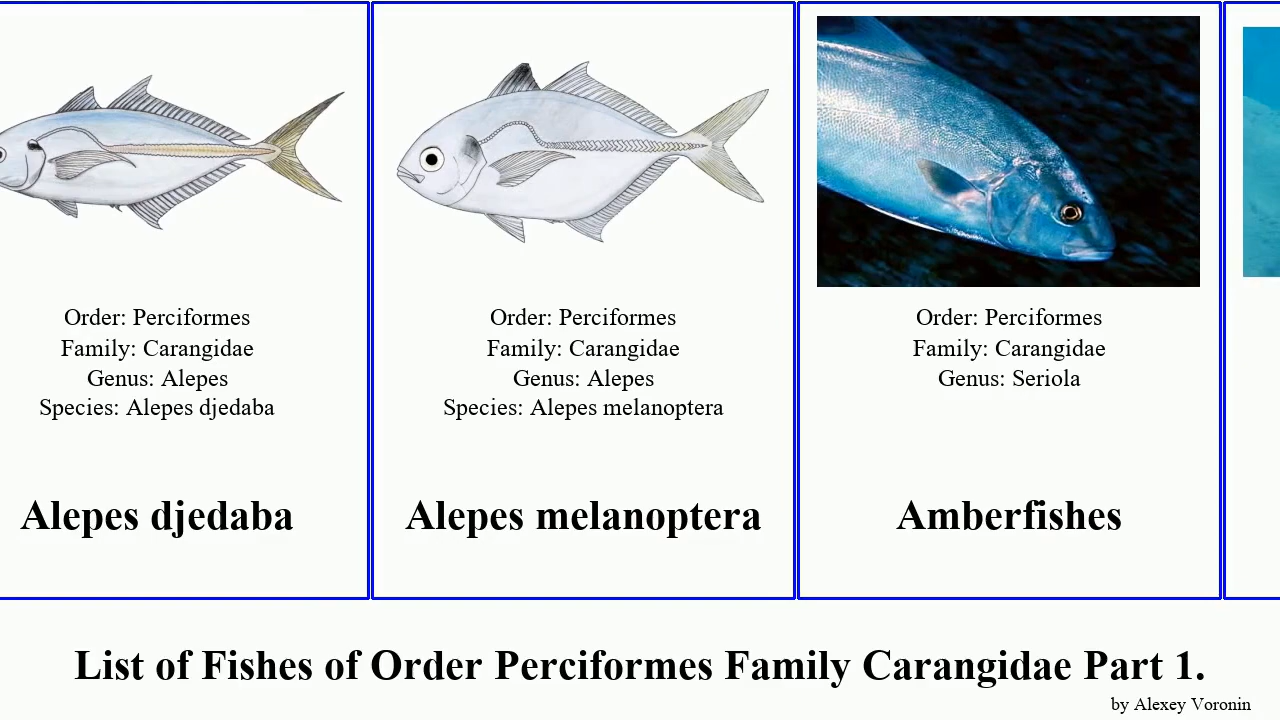 Order: Perciformes
Family: Carangidae
Genus: Alepes
Species: Alepes djedaba
Alepes djedaba
Order: Perciformes
Family: Carangidae
Genus: Alepes
Species: Alepes melanoptera
Alepes melanoptera
Order: Perciformes
Family: Carangidae
Genus: Seriola
Amberfishes
List of Fishes of Order Perciformes Family Carangidae Part 1.
by Alexey Voronin